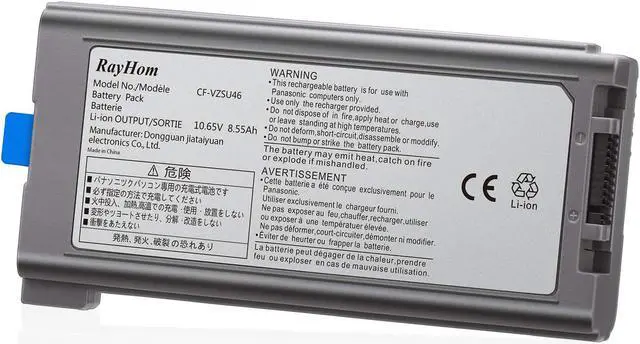 RayHom
Model No./Modèle CF-VZSU46
Battery Pack
Batterie
Li-ion OUTPUT/SORTIE 10.65V 8.55Ah
Manufacturer: Dongguan jiataiyuan
electronics Co., Ltd.
Made in China
危険
•パナソニックパソコン専用の充電式電池です
•必ず指定の方法で充電してください。
•火中投入、加熱、高温での充電・使用・放置をしない
•変形やショートさせたり、分解・改造をしない
•衝撃をあたえない
発熱、発火、破裂の恐れあり
WARNING
•This rechargeable battery is for use with
Panasonic computers only.
•Use only the recharger provided.
•Do not dispose of in fire,apply heat or charge,use
or leave standing at high temperatures.
•Do not deform,short-circuit,disassemble or modify.
•Do not bump or strike the battery pack.
The battery may emit heat,catch on fire
or explode if mishandled.
AVERTISSEMENT
•Cette batterie a été conçue exclusivement pour le
Panasonic.
Utiliser exclusivement le chargeur fourni.
Ne pas exposer au feu,chauffer,recharger,utiliser
ou exposer à une température élevée.
Ne pas déformer,court-circuiter,démonter ni modifier.
•Eviter de heurter ou frapper la batterie.
La batterie peut dégager de la chaleur,prendre
feu ou exploser en cas de mauvaise utilisation.
CE
Li-ion